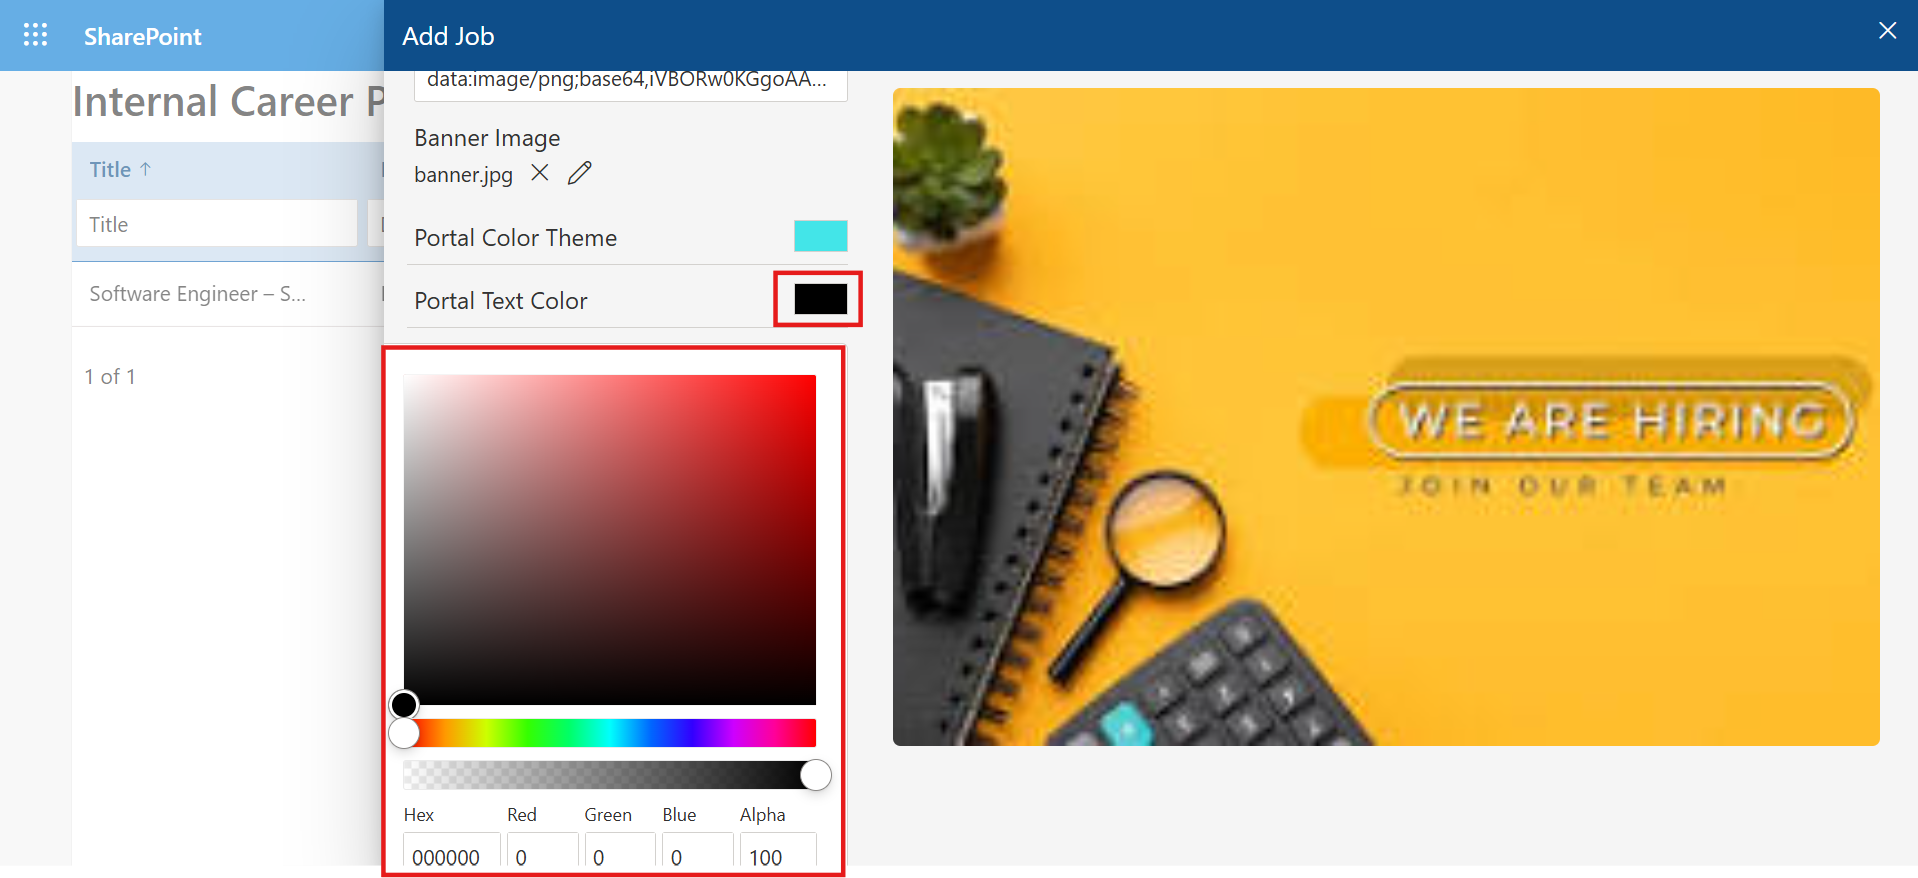 SharePoint
Add Job
Internal Career P
data:image/png;base64,iVBORw0KGgoAA...
Banner Image
banner.jpg
Title ↑
Title
Portal Color Theme
Portal Text Color
Software Engineer – S...
1 of 1
WE ARE HIRING
JOIN OUR TEAM
Hex Red Green Blue Alpha
000000 0 0 0 100